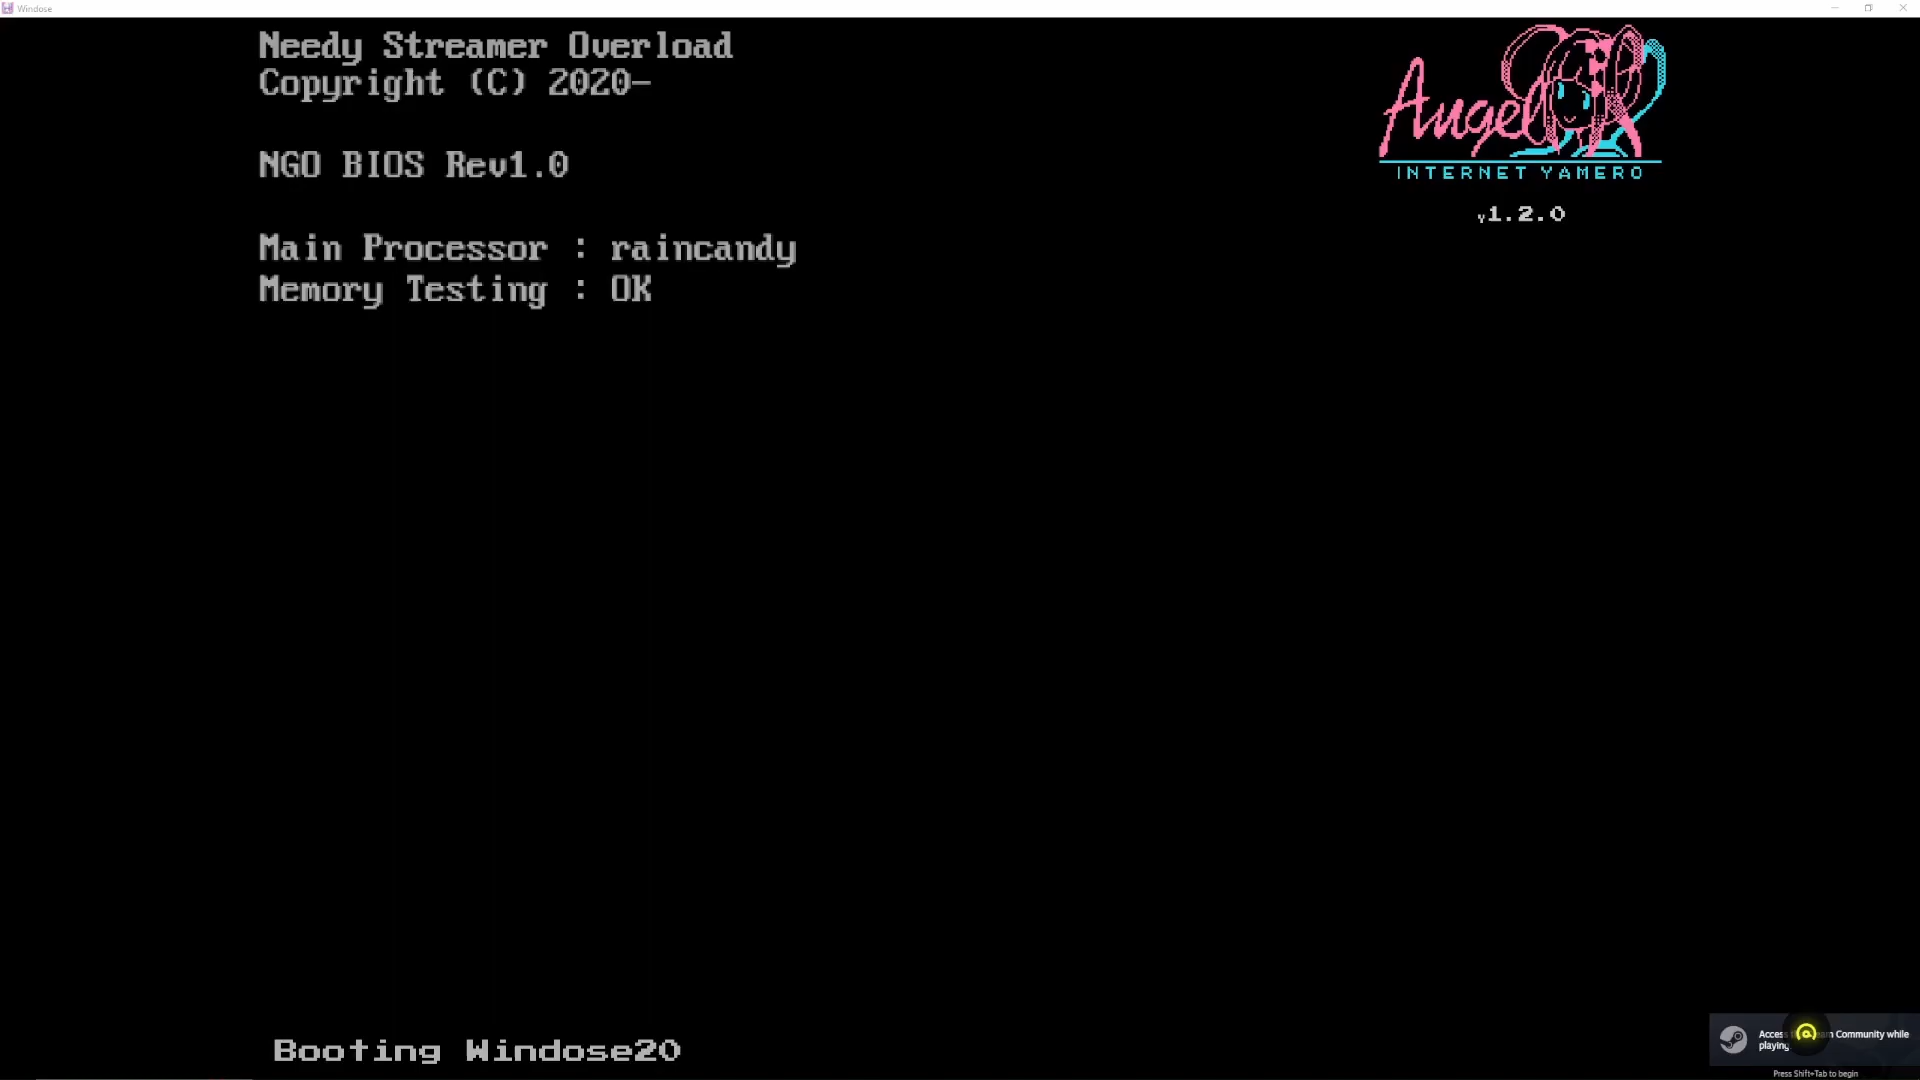 Windose
Needy Streamer Overload
Copyright (C) 2020-
NGO BIOS Rev1.0
Main Processor : raincandy
Memory Testing : OK
Angel
INTERNET YAMERO
v1.2.0
Booting Windose20
Community while
playing
Press Shift+Tab to begin